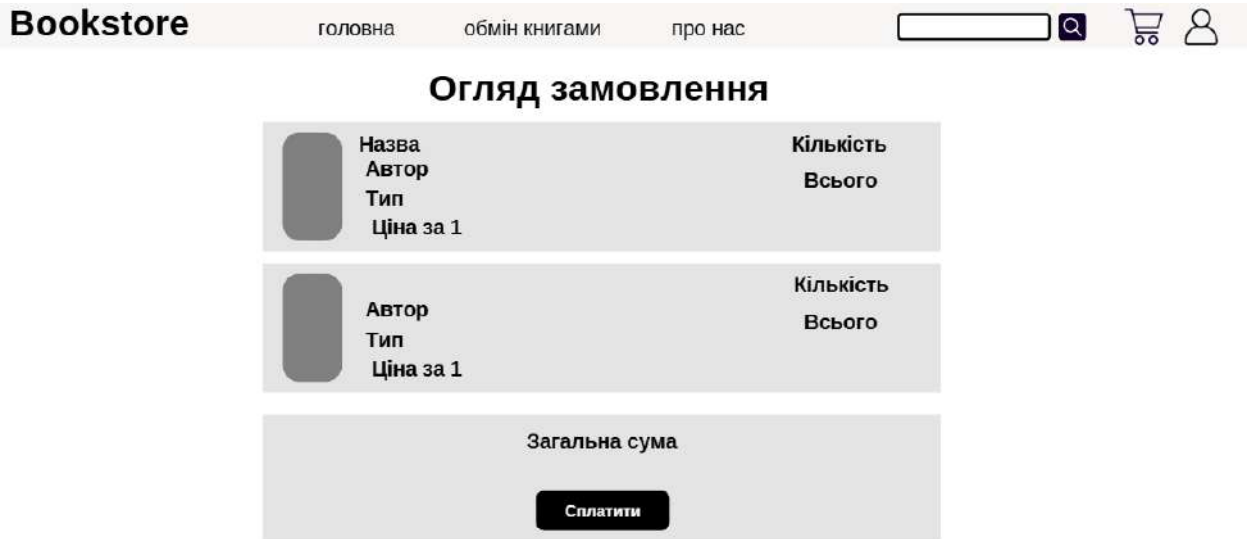 Bookstore головна обмін книгами про нас
Огляд замовлення
Назва
Автор
Тип
Ціна за 1
Кількість
Всього
Автор
Тип
Ціна за 1
Кількість
Всього
Загальна сума
Сплатити